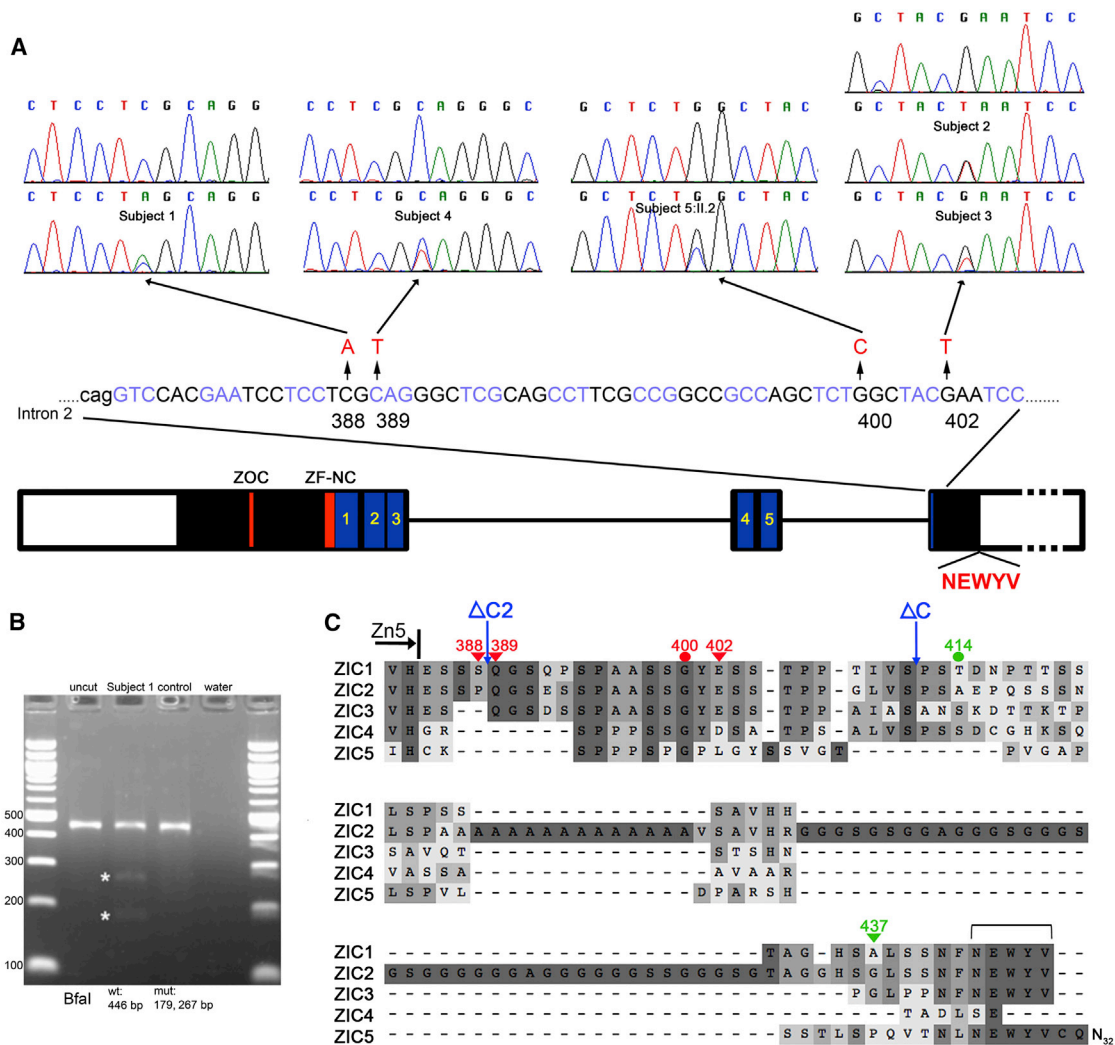 A
G C T A C G A A T C C
C T C C T C G C A G G
C C T C G C A G G G C
G C T C T G G C T A C
G C T A C T A A T C C
Subject 2
C T C C T A G C A G G
Subject 1
C C T C G C A G G G C
Subject 4
G C T C T G G C T A C
Subject 5:II.2
G C T A C G A A T C C
Subject 3
A T C T
.....cagGTCCACGAATCCTCCTCGCAGGGCTCGCAGCCTTCGCCGGCCGCCAGCTCTGGCTACGAATCC........
Intron 2
388 389 400 402
ZOC ZF-NC
1 2 3 4 5
NEWYV
B
uncut Subject 1 control water
500
400
300
200
100
BfaI
wt:
446 bp
mut:
179, 267 bp
C
Zn5
ΔC2 ΔC
388 389 400 402 414
ZIC1 V H E S S S Q G S Q P S P A A S S G Y E S S - T P P - T I V S P S T D N P T T S S
ZIC2 V H E S S P Q G S E S S P A A S S G Y E S S - T P P - G L V S P S A E P Q S S S N
ZIC3 V H E S - - Q G S D S S P A A S S G Y E S S - T P P - A I A S A N S K D T T K T P
ZIC4 V H G R - - - - - - - S P P P S S G Y D S A - T P S - A L V S P S S D C G H K S Q
ZIC5 I H C K - - - - - - - S P P P S G P L G Y S S V G T - - - - - - - - - P V G A P
ZIC1 L S P S S - - - - - - - - - - - - - - S A V H H - - - - - - - - - - - - - - - - -
ZIC2 L S P A A A A A A A A A A A A A A A A V S A V H R G G G S G S G G A G G G S G G G S
ZIC3 S A V Q T - - - - - - - - - - - - - - S T S H N - - - - - - - - - - - - - - - - -
ZIC4 V A S S A - - - - - - - - - - - - - - A V A A R - - - - - - - - - - - - - - - - -
ZIC5 L S P V L - - - - - - - - - - - - - D P A R S H - - - - - - - - - - - - - - - - -
437
ZIC1 - - - - - - - - - - - - - - - - - - - - - - T A G - H S A L S S N F N E W Y V - -
ZIC2 G S G G G G G G A G G G G G G S S G G G G S G T A G G H S G L S S N F N E W Y V - -
ZIC3 - - - - - - - - - - - - - - - - - - - - - - - - - - - P G L P P N F N E W Y V - -
ZIC4 - - - - - - - - - - - - - - - - - - - - - - - - - - - - - - T A D L S E - - - - -
ZIC5 - - - - - - - - - - - - - - - - - - - - - - - S S T L S P Q V T N L N E W Y V C Q N32